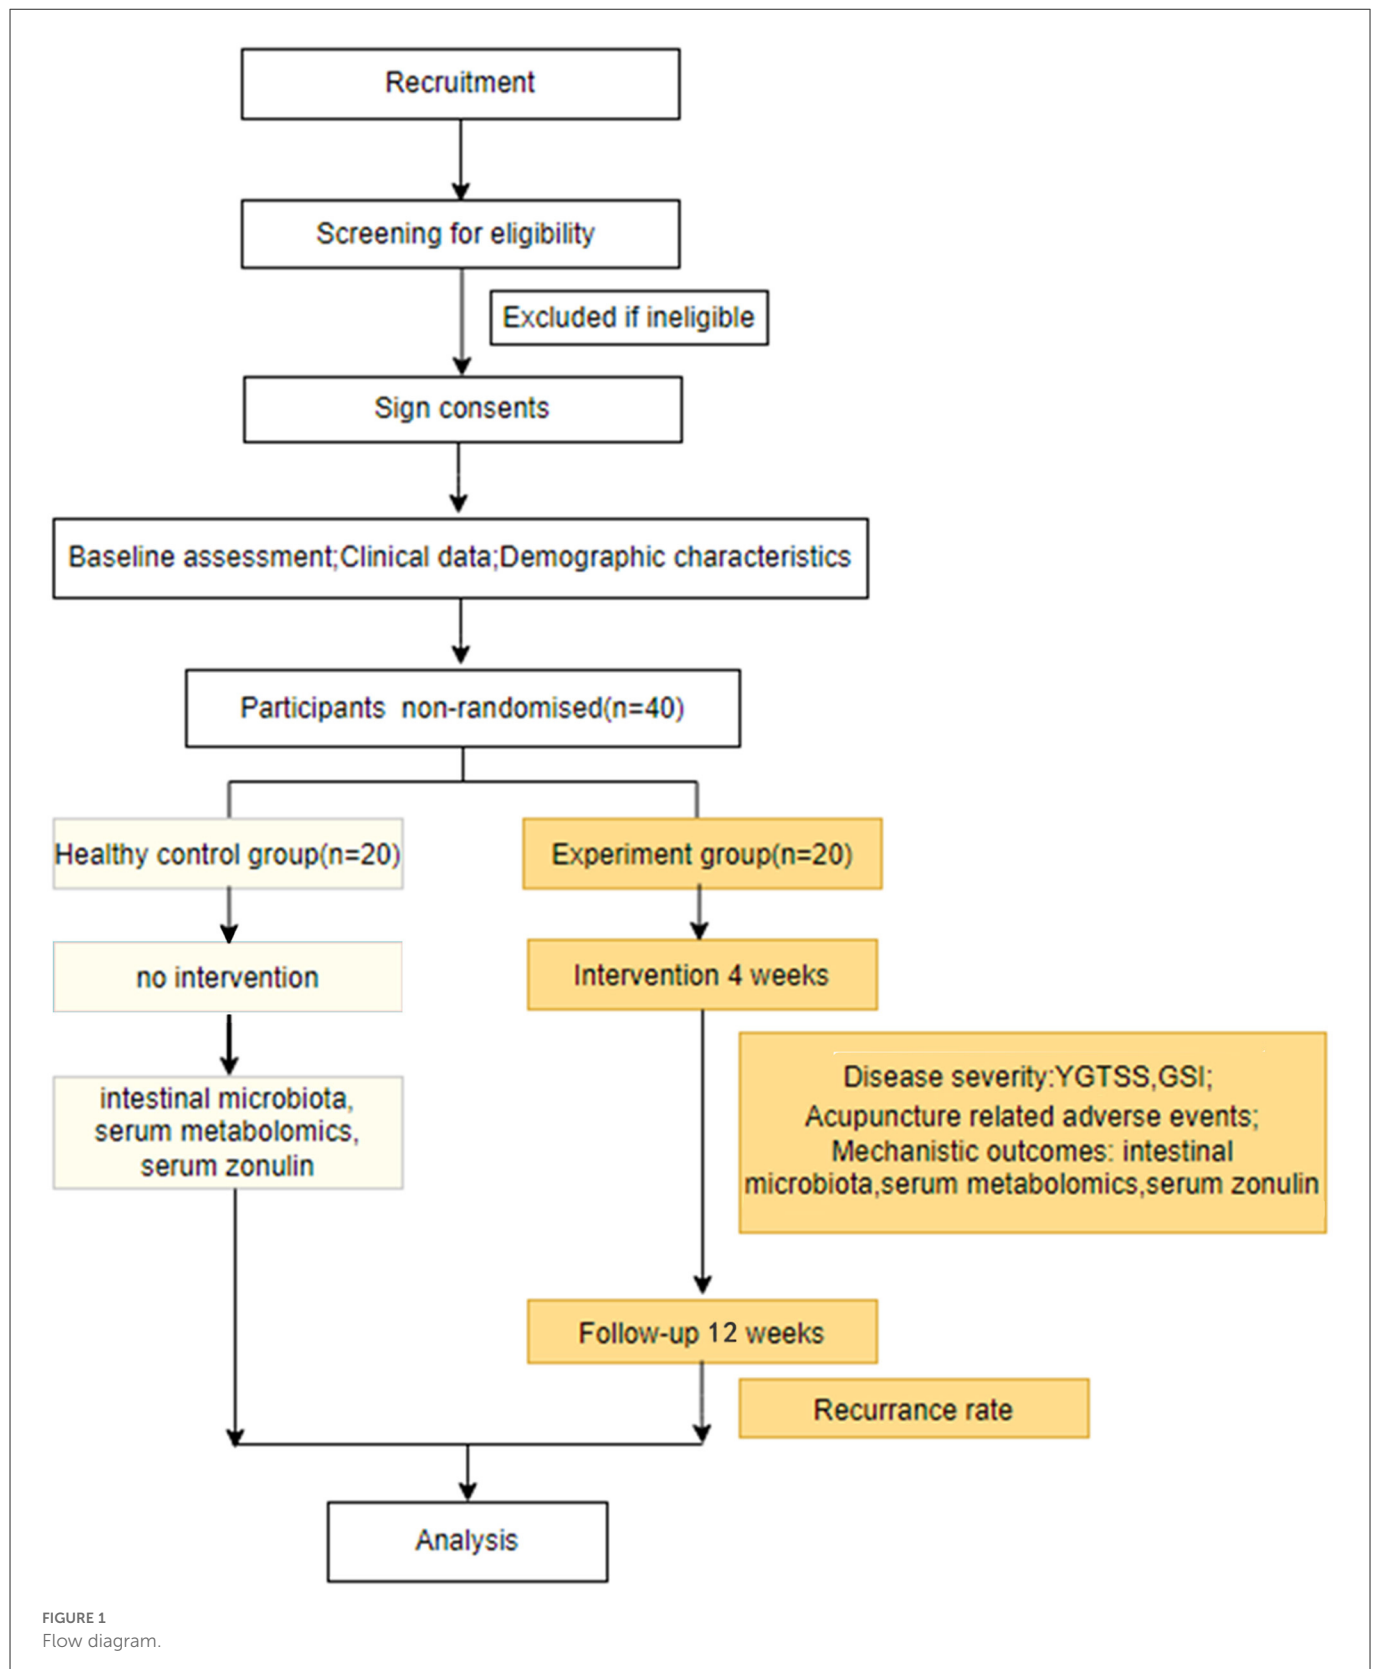 Recruitment
Screening for eligibility
Excluded if ineligible
Sign consents
Baseline assessment;Clinical data;Demographic characteristics
Participants non-randomised(n=40)
Healthy control group(n=20)
Experiment group(n=20)
no intervention
Intervention 4 weeks
intestinal microbiota,
serum metabolomics,
serum zonulin
Disease severity:YGTSS,GSI;
Acupuncture related adverse events;
Mechanistic outcomes: intestinal
microbiota,serum metabolomics,serum zonulin
Follow-up 12 weeks
Recurrance rate
Analysis
FIGURE 1
Flow diagram.